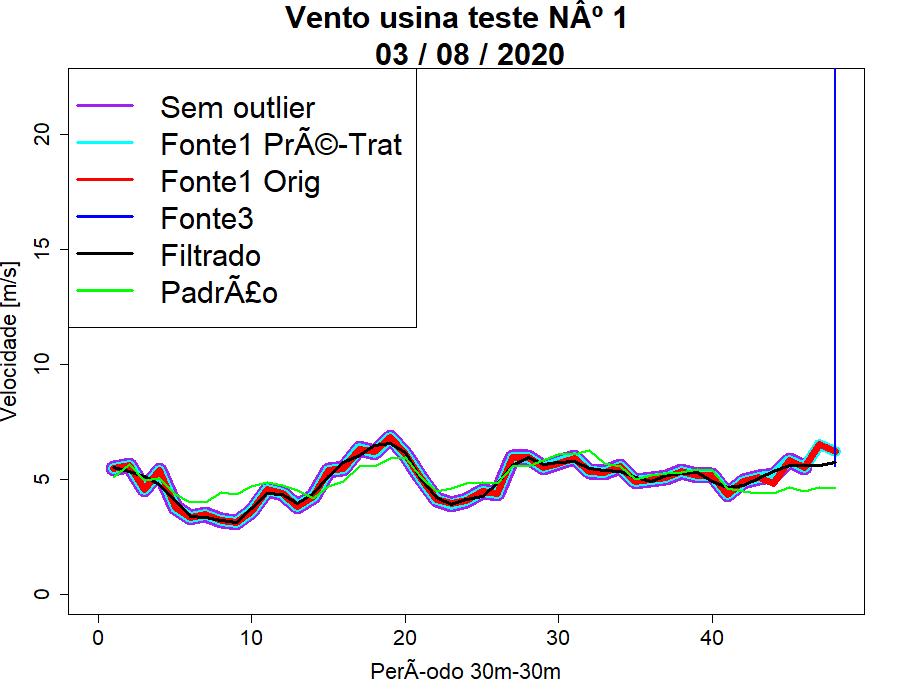 Vento usina teste NÂº 1
03 / 08 / 2020
Sem outlier
Fonte1 PrÃ©-Trat
Fonte1 Orig
Fonte3
Filtrado
PadrÃ£o
Velocidade [m/s]
20
15
10
5
0
0 10 20 30 40
PerÃ-odo 30m-30m